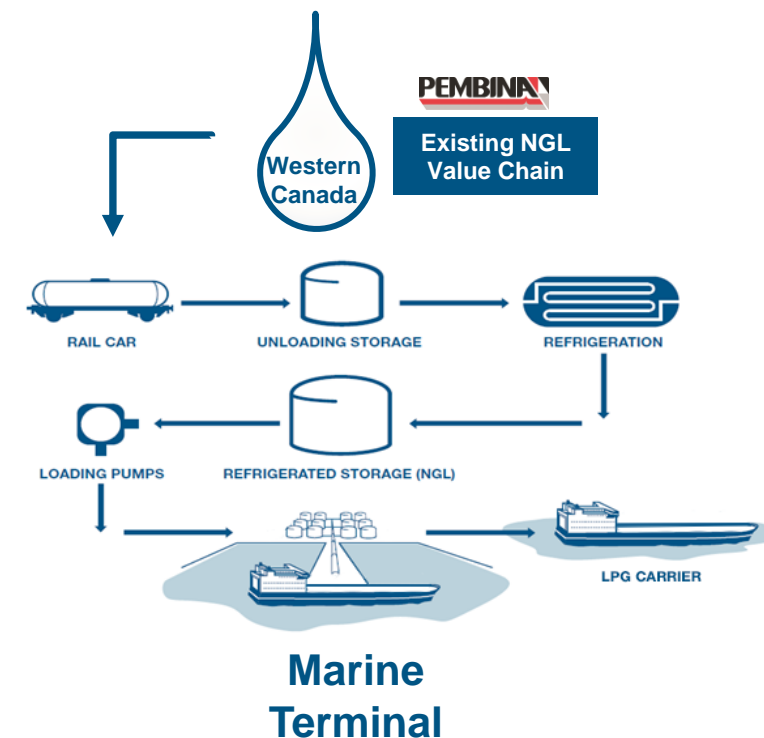 PEMBINA
Existing NGL
Value Chain
Western
Canada
RAIL CAR
UNLOADING STORAGE
REFRIGERATION
LOADING PUMPS
REFRIGERATED STORAGE (NGL)
LPG CARRIER
Marine
Terminal